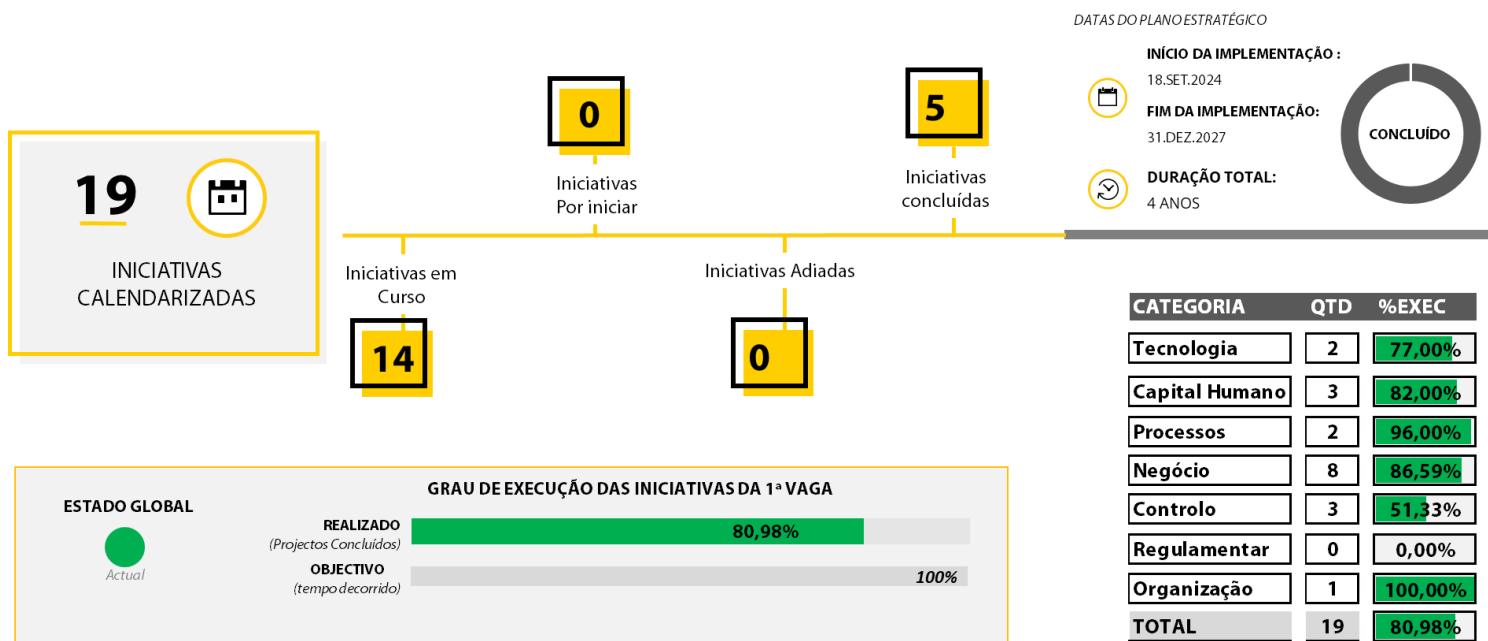 DATAS DO PLANO ESTRATÉGICO
INÍCIO DA IMPLEMENTAÇÃO :
18.SET.2024
FIM DA IMPLEMENTAÇÃO:
31.DEZ.2027
DURAÇÃO TOTAL:
4 ANOS
CONCLUÍDO
19
INICIATIVAS
CALENDARIZADAS
0
Iniciativas
Por iniciar
5
Iniciativas
concluídas
Iniciativas em
Curso
14
Iniciativas Adiadas
0
CATEGORIA QTD %EXEC
Tecnologia 2 77,00%
Capital Humano 3 82,00%
Processos 2 96,00%
Negócio 8 86,59%
Controlo 3 51,33%
Regulamentar 0 0,00%
Organização 1 100,00%
TOTAL 19 80,98%
ESTADO GLOBAL
Actual
GRAU DE EXECUÇÃO DAS INICIATIVAS DA 1ª VAGA
REALIZADO
(Projectos Concluídos)
80,98%
OBJECTIVO
(tempo decorrido)
100%